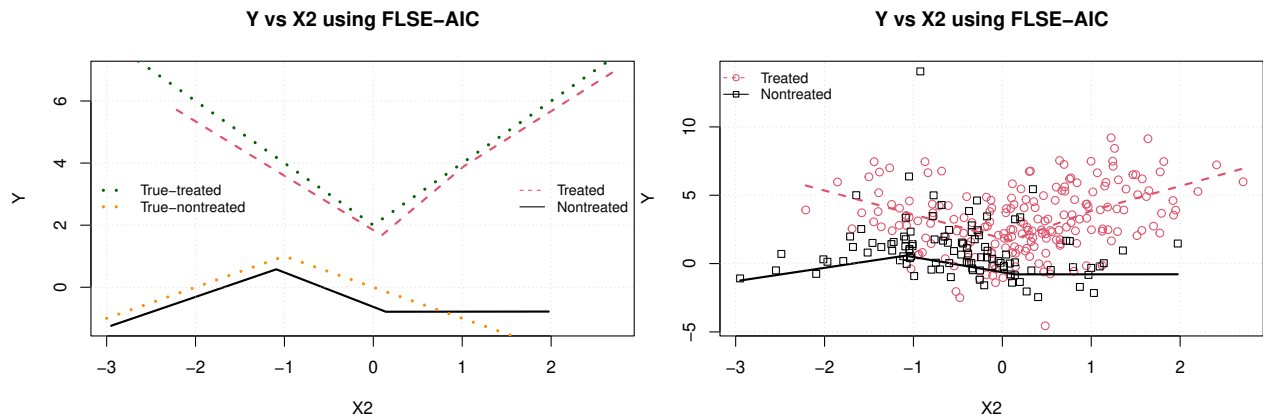 Y vs X2 using FLSE−AIC
Y
6
4
2
0
True−treated
True−nontreated
Treated
Nontreated
−3
−2
−1
0
1
2
X2
Y vs X2 using FLSE−AIC
Y
10
5
0
−5
Treated
Nontreated
−3
−2
−1
0
1
2
X2